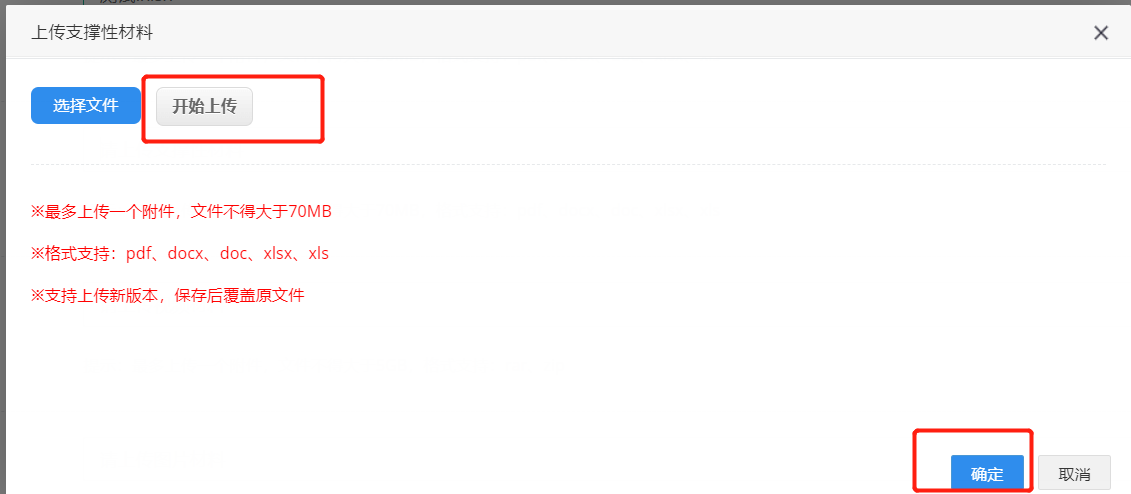 上传支撑性材料
选择文件
开始上传
※最多上传一个附件，文件不得大于70MB
※格式支持：pdf、docx、doc、xlsx、xls
※支持上传新版本，保存后覆盖原文件
确定
取消